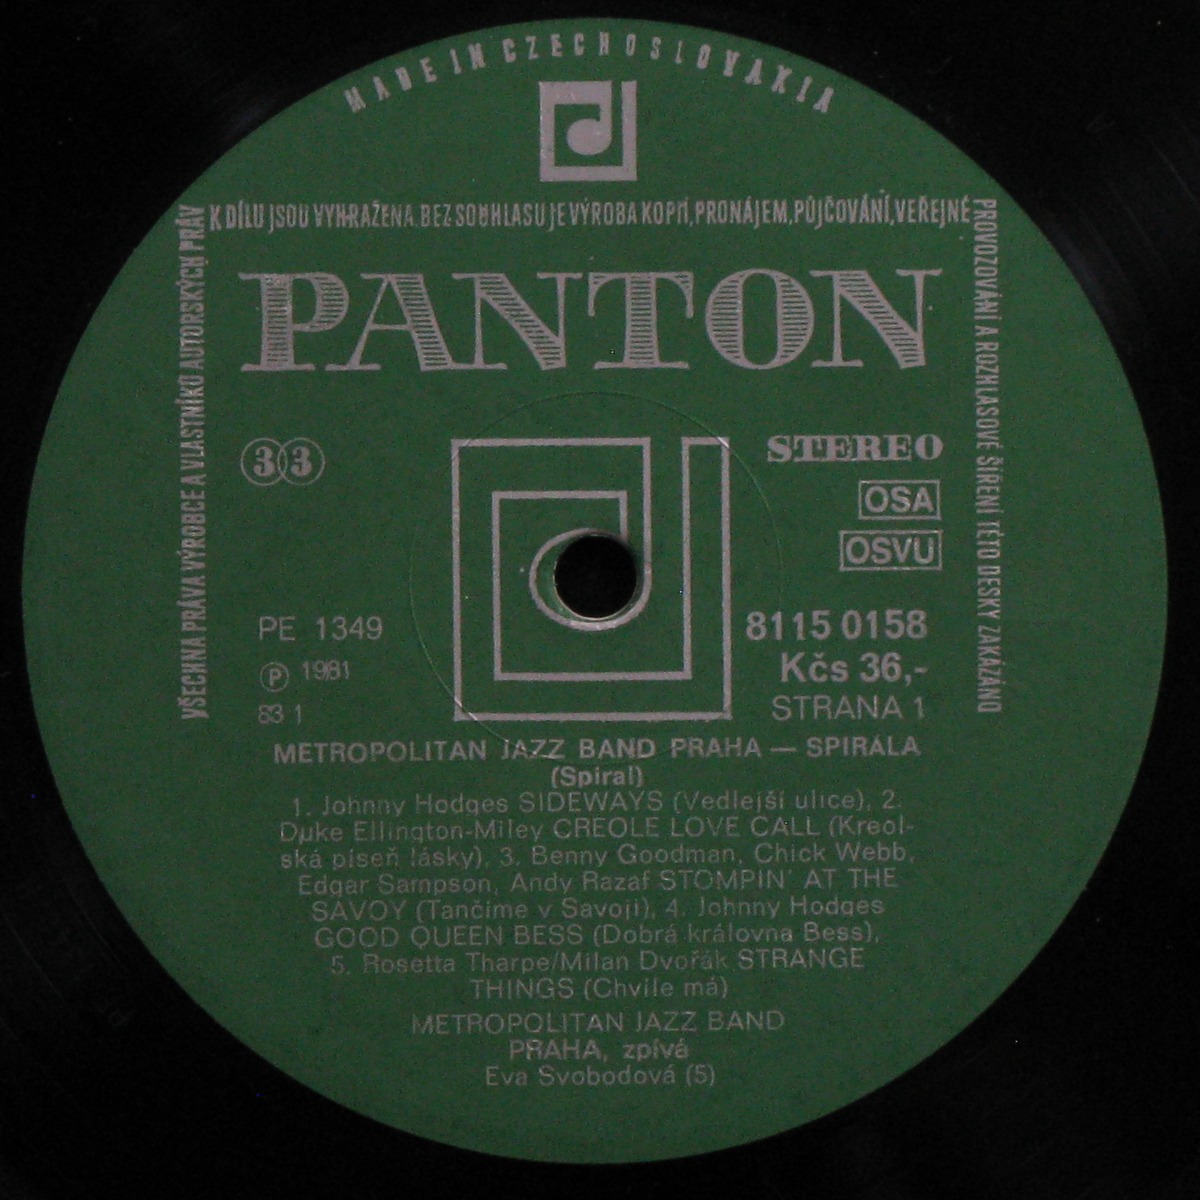 MADE IN CZECHOSLOVAKIA
VŠECHNA PRÁVA VÝROBCE A VLASTNÍKŮ AUTORSKÝCH PRÁV
K DÍLU JSOU VYHRAŽENA. BEZ SOUHLASU JE VÝROBA KOPIÍ, PRONÁJEM, PŮJČOVÁNÍ, VEŘEJNÉ
PROVOZOVÁNÍ A ROZHLASOVÉ ŠÍŘENÍ TÉTO DESKY ZAKÁZÁNO
PANTON
33
STEREO
OSA
OSVU
PE 1349
8115 0158
Ⓟ 1981
Kčs 36,-
83 1
STRANA 1
METROPOLITAN JAZZ BAND PRAHA — SPIRÁLA
(Spiral)
1. Johnny Hodges SIDEWAYS (Vedlejší ulice), 2.
Duke Ellington-Miley CREOLE LOVE CALL (Kreol-
ská píseň lásky), 3. Benny Goodman, Chick Webb,
Edgar Sampson, Andy Razaf STOMPIN' AT THE
SAVOY (Tančíme v Savoji), 4. Johnny Hodges
GOOD QUEEN BESS (Dobrá královna Bess),
5. Rosetta Tharpe/Milan Dvořák STRANGE
THINGS (Chvíle má)
METROPOLITAN JAZZ BAND
PRAHA, zpívá
Eva Svobodová (5)